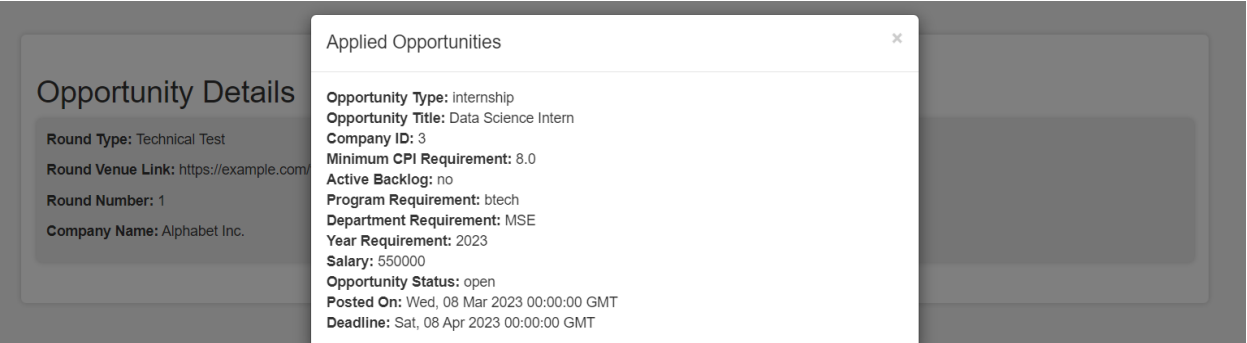 Applied Opportunities
×
Opportunity Details
Round Type: Technical Test
Round Venue Link: https://example.com/
Round Number: 1
Company Name: Alphabet Inc.
Opportunity Type: internship
Opportunity Title: Data Science Intern
Company ID: 3
Minimum CPI Requirement: 8.0
Active Backlog: no
Program Requirement: btech
Department Requirement: MSE
Year Requirement: 2023
Salary: 550000
Opportunity Status: open
Posted On: Wed, 08 Mar 2023 00:00:00 GMT
Deadline: Sat, 08 Apr 2023 00:00:00 GMT